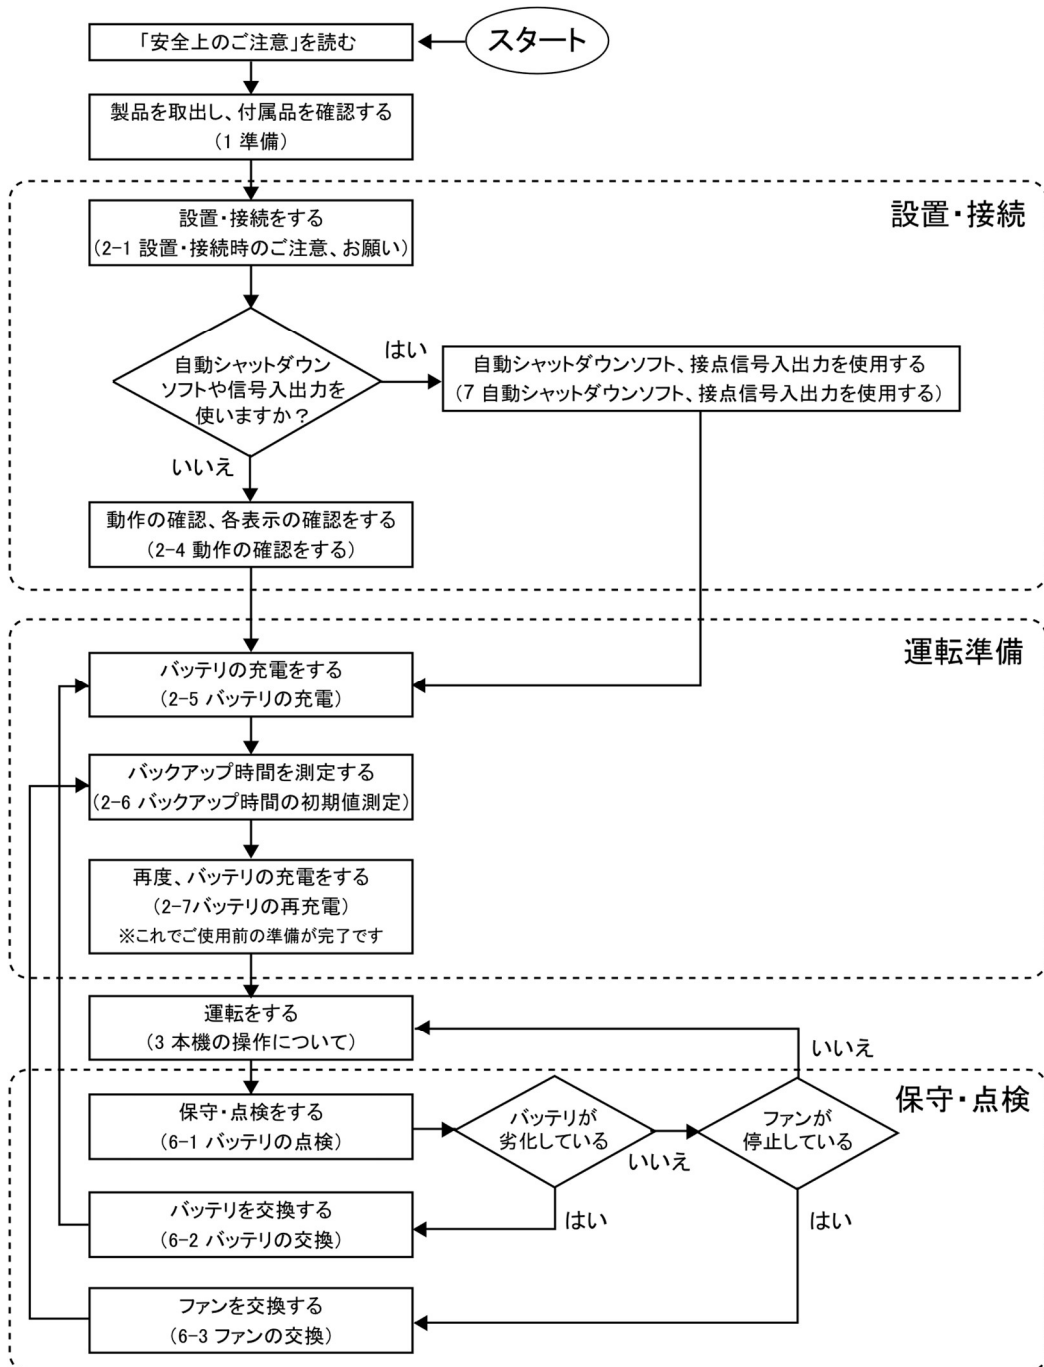 スタート
「安全上のご注意」を読む
製品を取出し、付属品を確認する
(1 準備)
設置・接続
設置・接続をする
(2-1 設置・接続時のご注意、お願い)
自動シャットダウン
ソフトや信号入出力を
使いますか？
はい
自動シャットダウンソフト、接点信号入出力を使用する
(7 自動シャットダウンソフト、接点信号入出力を使用する)
いいえ
動作の確認、各表示の確認をする
(2-4 動作の確認をする)
運転準備
バッテリの充電をする
(2-5 バッテリの充電)
バックアップ時間を測定する
(2-6 バックアップ時間の初期値測定)
再度、バッテリの充電をする
(2-7バッテリの再充電)
※これでご使用前の準備が完了です
運転をする
(3 本機の操作について)
いいえ
保守・点検
保守・点検をする
(6-1 バッテリの点検)
バッテリが
劣化している
いいえ
ファンが
停止している
はい
はい
バッテリを交換する
(6-2 バッテリの交換)
ファンを交換する
(6-3 ファンの交換)